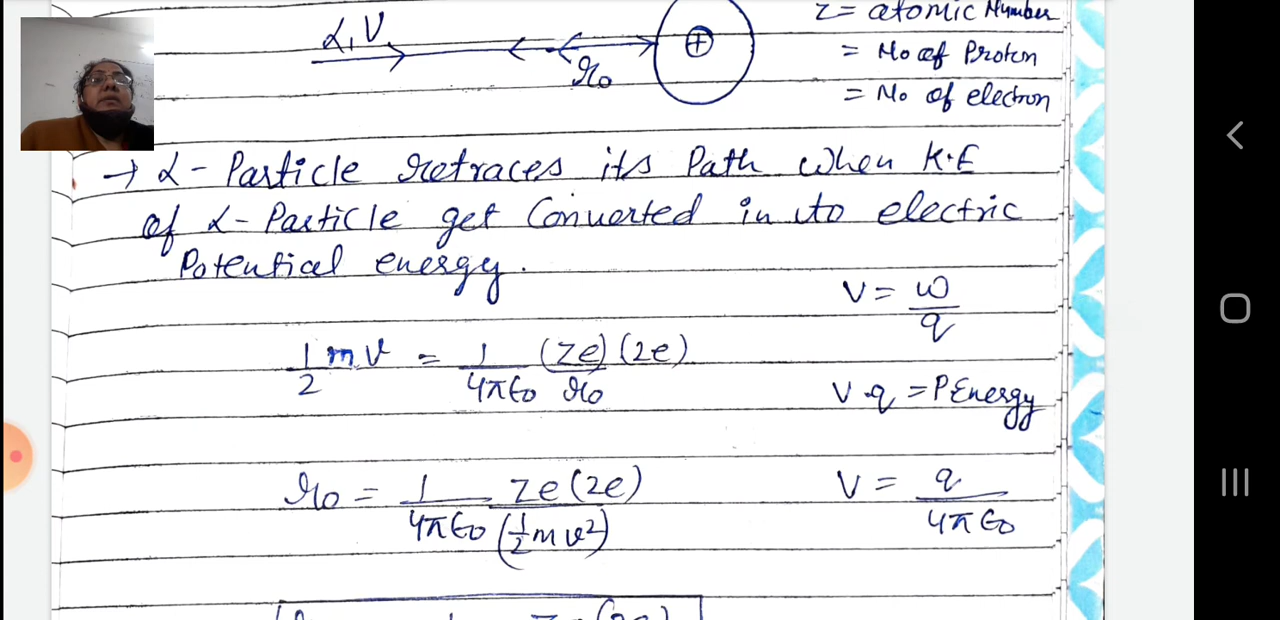 α, V
r₀
+
Z = atomic Number
= No of Proton
= No of electron
→ α - Particle retraces its Path when K.E
of α - Particle get Converted in to electric
Potential energy.
V = w/q
1/2 m v = 1/4πϵ₀ (Ze)(2e)/r₀
V.q = P Energy
r₀ = 1/4πϵ₀ Ze(2e)/(1/2 m v²)
V = q/4πϵ₀